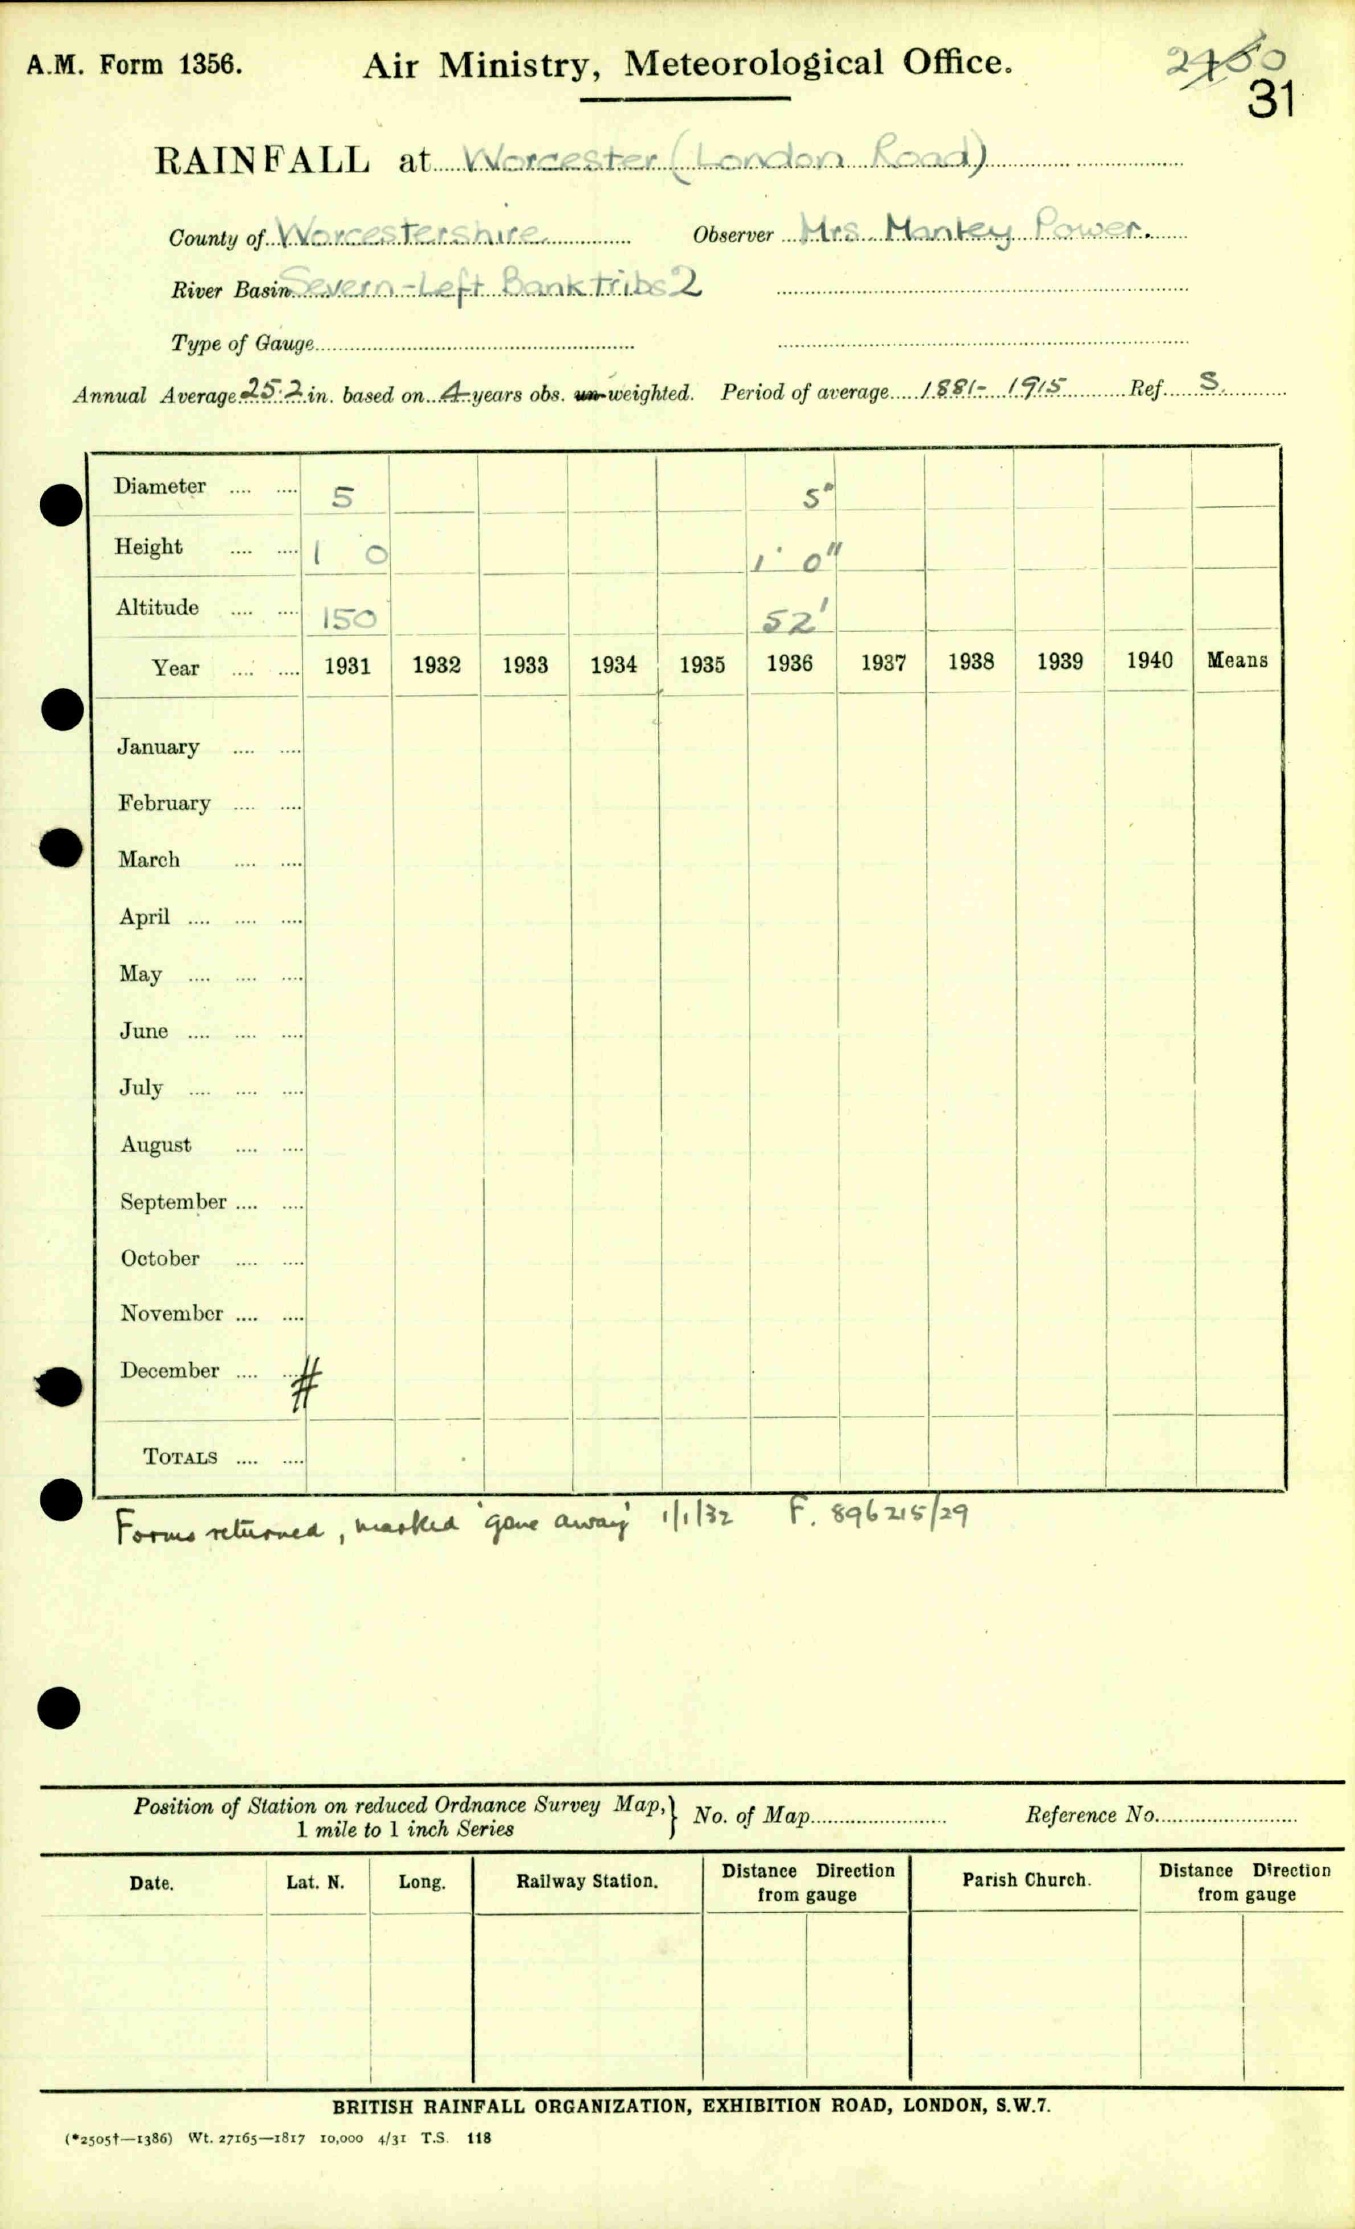 A.M. Form 1356.
Air Ministry, Meteorological Office.
31
RAINFALL at Worcester (London Road)
County of Worcestershire Observer Mrs. Manley Power.
River Basin Severn-Left Bank tribs 2
Type of Gauge
Annual Average 25.2 in. based on 4 years obs. un-weighted. Period of average 1881-1915 Ref. S.
Diameter .... .... 5 5"
Height .... .... 1 0 1' 0"
Altitude .... .... 150 52'
Year .... .... 1931 1932 1933 1934 1935 1936 1937 1938 1939 1940 Means
January .... ....
February .... ....
March .... ....
April .... .... ....
May .... .... ....
June .... .... ....
July .... .... ....
August .... ....
September .... ....
October .... ....
November .... ....
December .... .... #
TOTALS .... ....
Forms returned, marked 'gone away' 1/1/32 F. 896215/29
Position of Station on reduced Ordnance Survey Map,} No. of Map Reference No.
1 mile to 1 inch Series
Date. Lat. N. Long. Railway Station. Distance Direction from gauge Parish Church. Distance Direction from gauge
BRITISH RAINFALL ORGANIZATION, EXHIBITION ROAD, LONDON, S.W.7.
(*2505†—1386) Wt. 27165—1817 10,000 4/31 T.S. 118